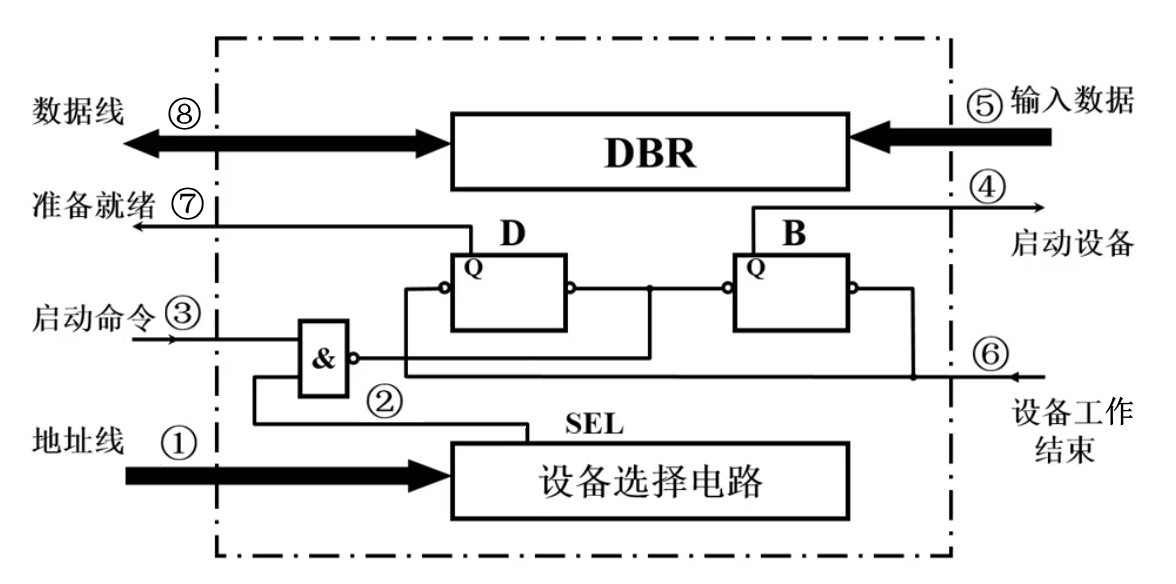 数据线 ⑧ ⑤ 输入数据
DBR
准备就绪 ⑦ ④
D B
启动设备
Q Q
启动命令 ③
& ⑥
② 设备工作
SEL
地址线 ① 结束
设备选择电路